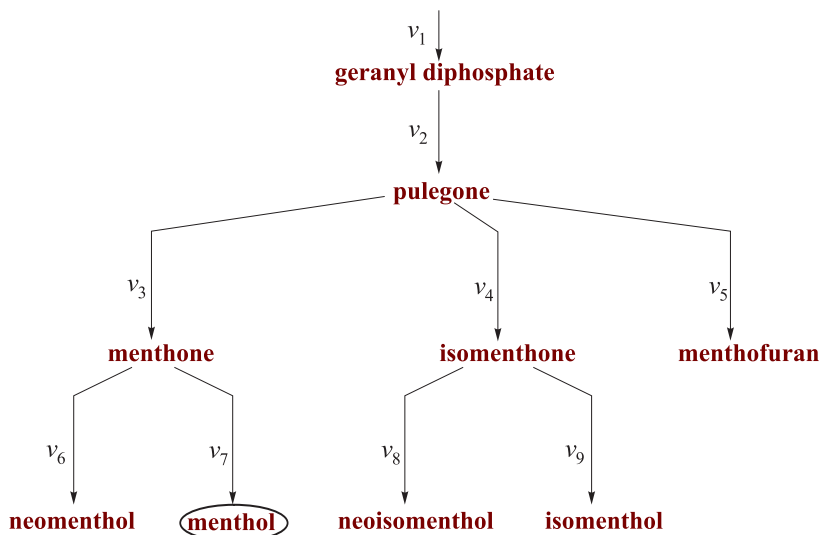 v1
geranyl diphosphate
v2
pulegone
v3 v4 v5
menthone isomenthone menthofuran
v6 v7 v8 v9
neomenthol menthol neoisomenthol isomenthol